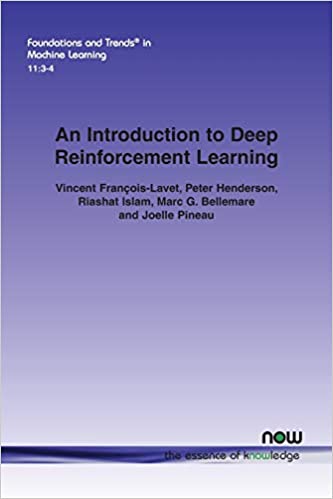 Foundations and Trends® in
Machine Learning
11:3-4
An Introduction to Deep
Reinforcement Learning
Vincent François-Lavet, Peter Henderson,
Riashat Islam, Marc G. Bellemare
and Joelle Pineau
now
the essence of knowledge